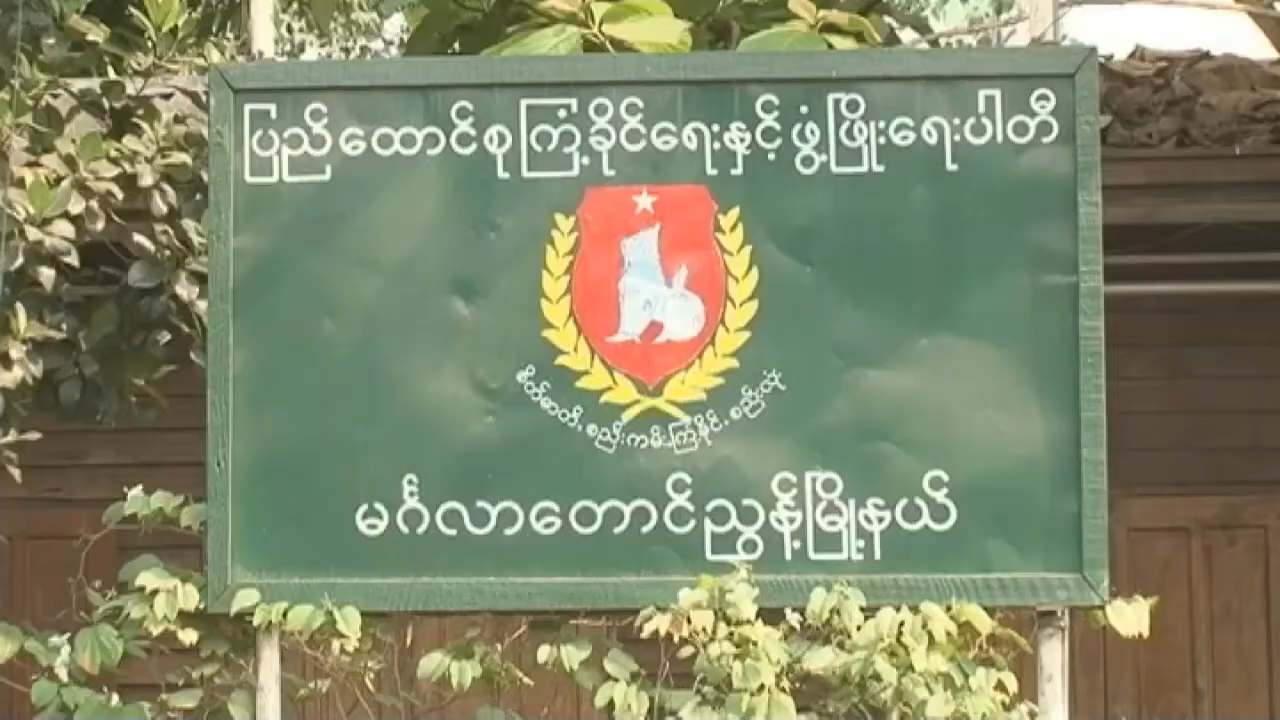 ပြည်ထောင်စုကြံ့ခိုင်ရေးနှင့်ဖွံ့ဖြိုးရေးပါတီ
စိတ်ဓာတ်, စည်းကမ်းကြံ့ခိုင်, စည်းလုံး
မင်္ဂလာတောင်ညွန့်မြို့နယ်